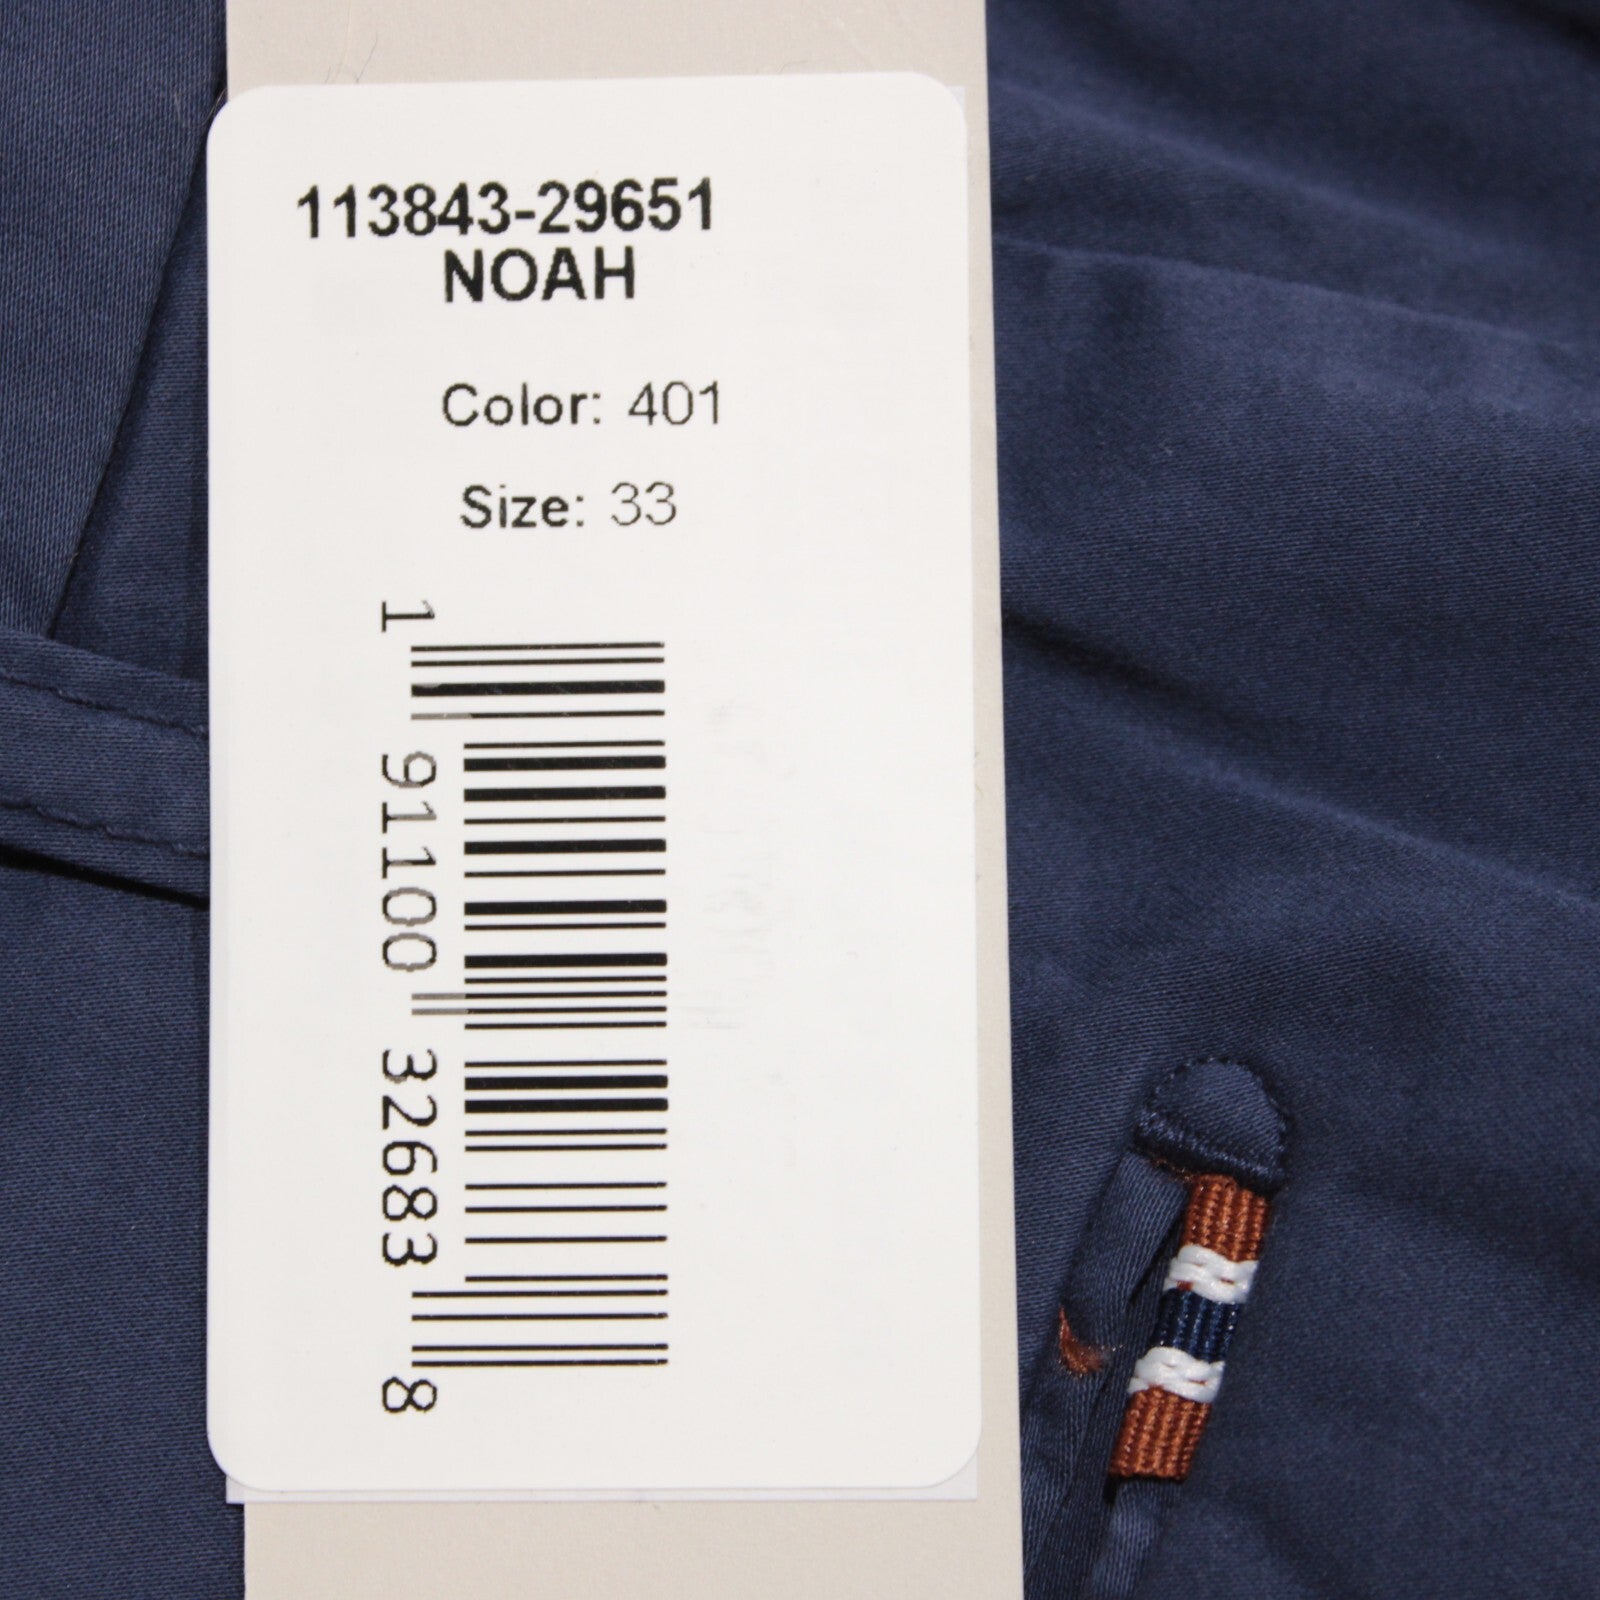 113843-29651
NOAH
Color: 401
Size: 33
1 91100 32683 8